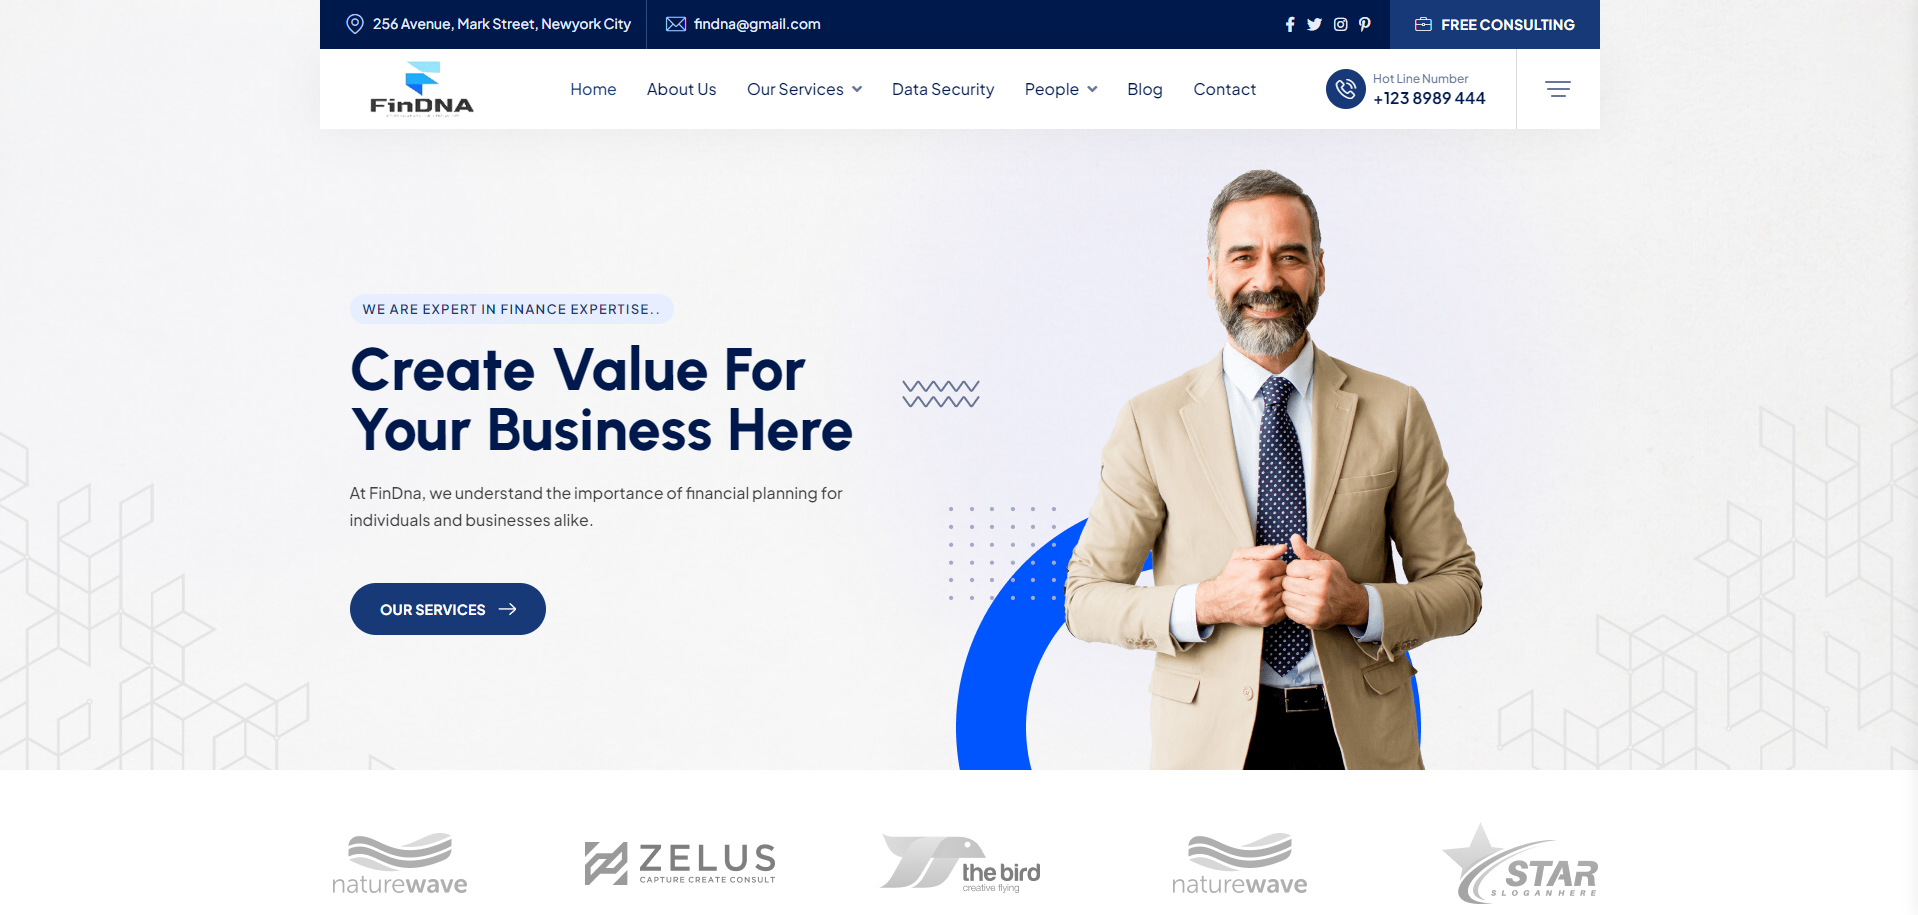 256 Avenue, Mark Street, Newyork City
findna@gmail.com
FREE CONSULTING
FinDNA
Home
About Us
Our Services
Data Security
People
Blog
Contact
Hot Line Number
+123 8989 444
WE ARE EXPERT IN FINANCE EXPERTISE..
Create Value For
Your Business Here
At FinDna, we understand the importance of financial planning for
individuals and businesses alike.
OUR SERVICES
naturewave
ZELUS
CAPTURE CREATE CONSULT
the bird
creative flying
naturewave
STAR
SLOGAN HERE